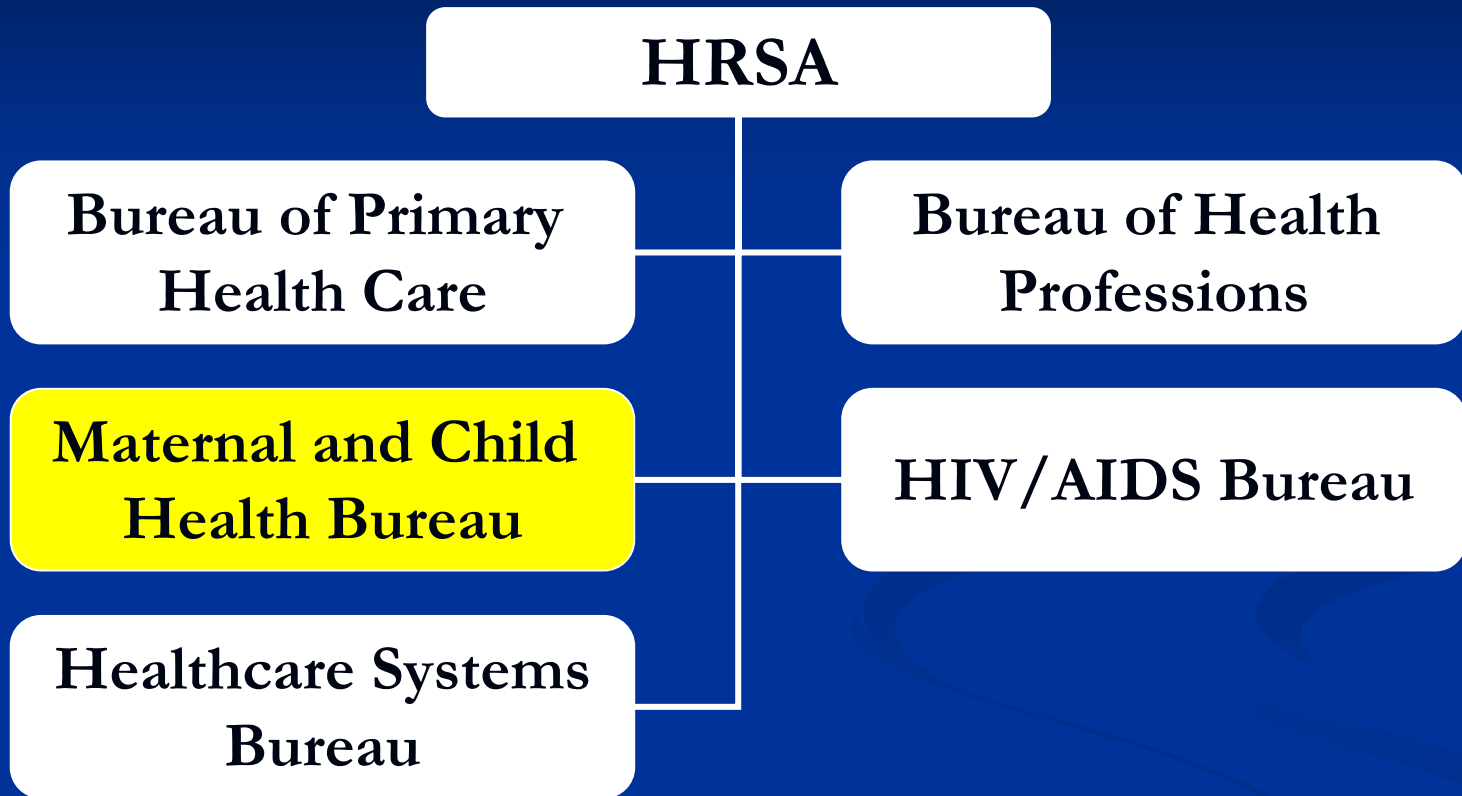 HRSA
Bureau of Primary
Health Care
Bureau of Health
Professions
Maternal and Child
Health Bureau
HIV/AIDS Bureau
Healthcare Systems
Bureau